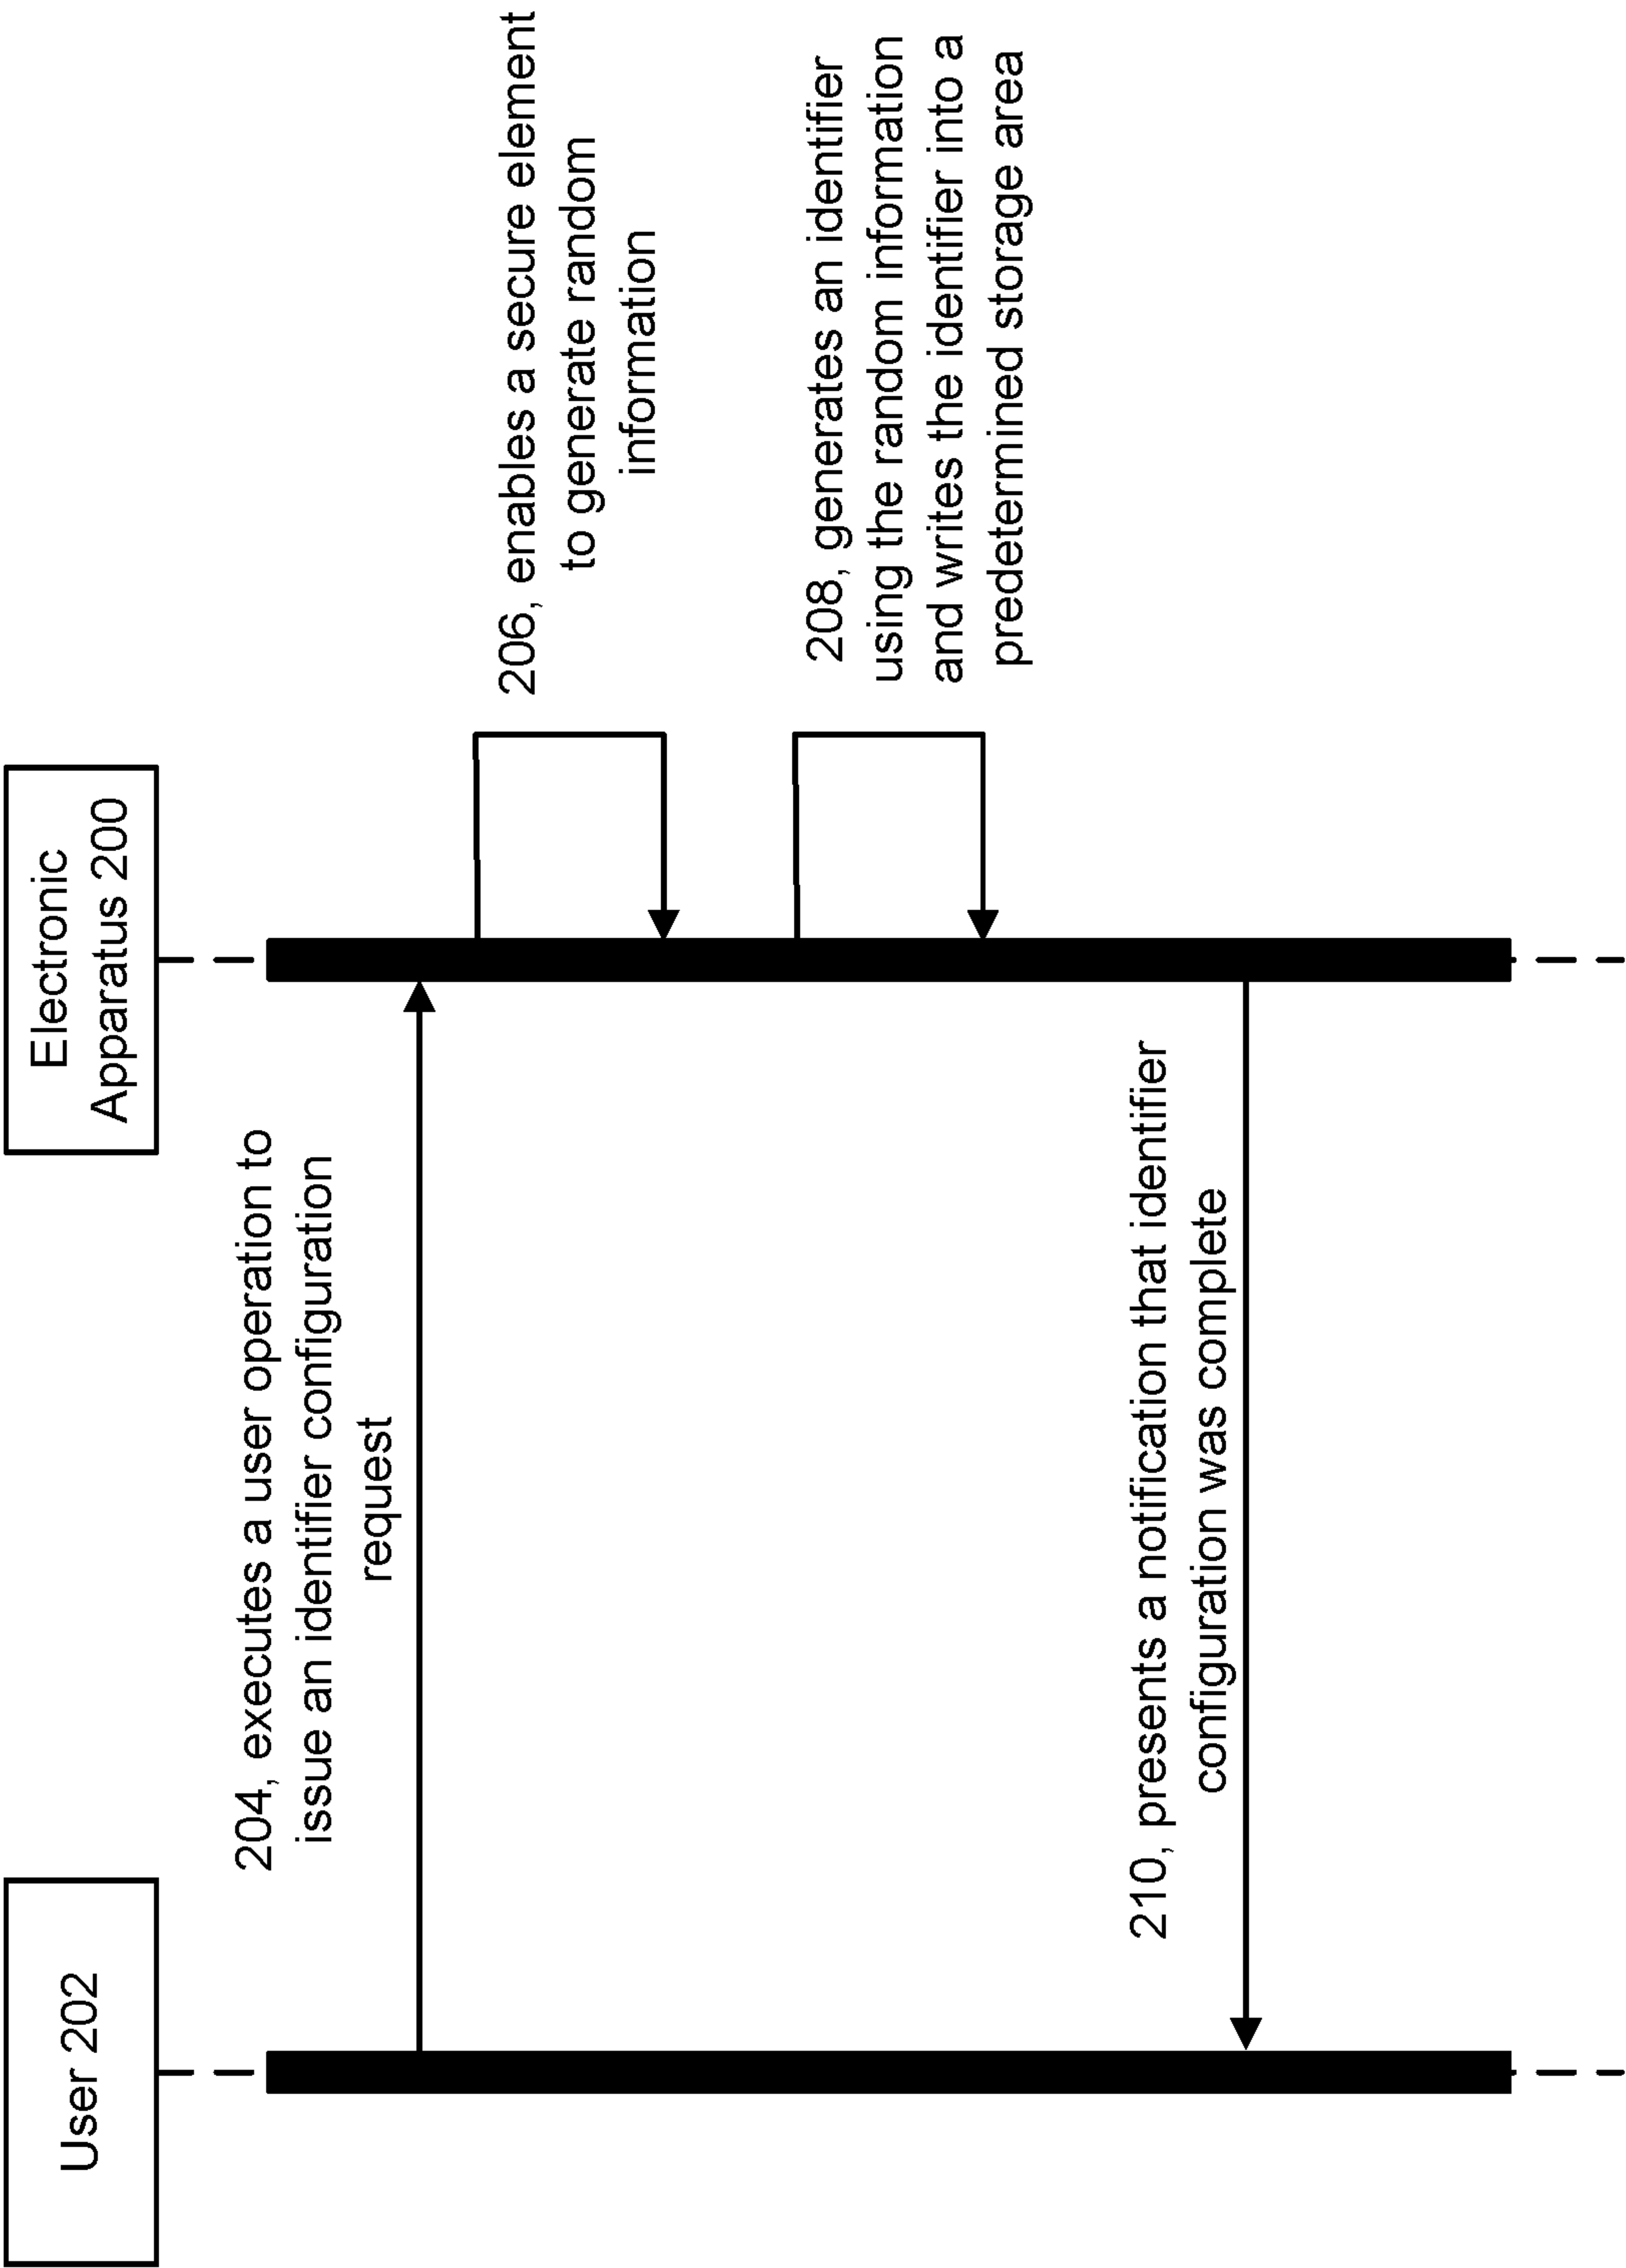 User 202
Electronic
Apparatus 200
204, executes a user operation to
issue an identifier configuration
request
206, enables a secure element
to generate random
information
208, generates an identifier
using the random information
and writes the identifier into a
predetermined storage area
210, presents a notification that identifier
configuration was complete